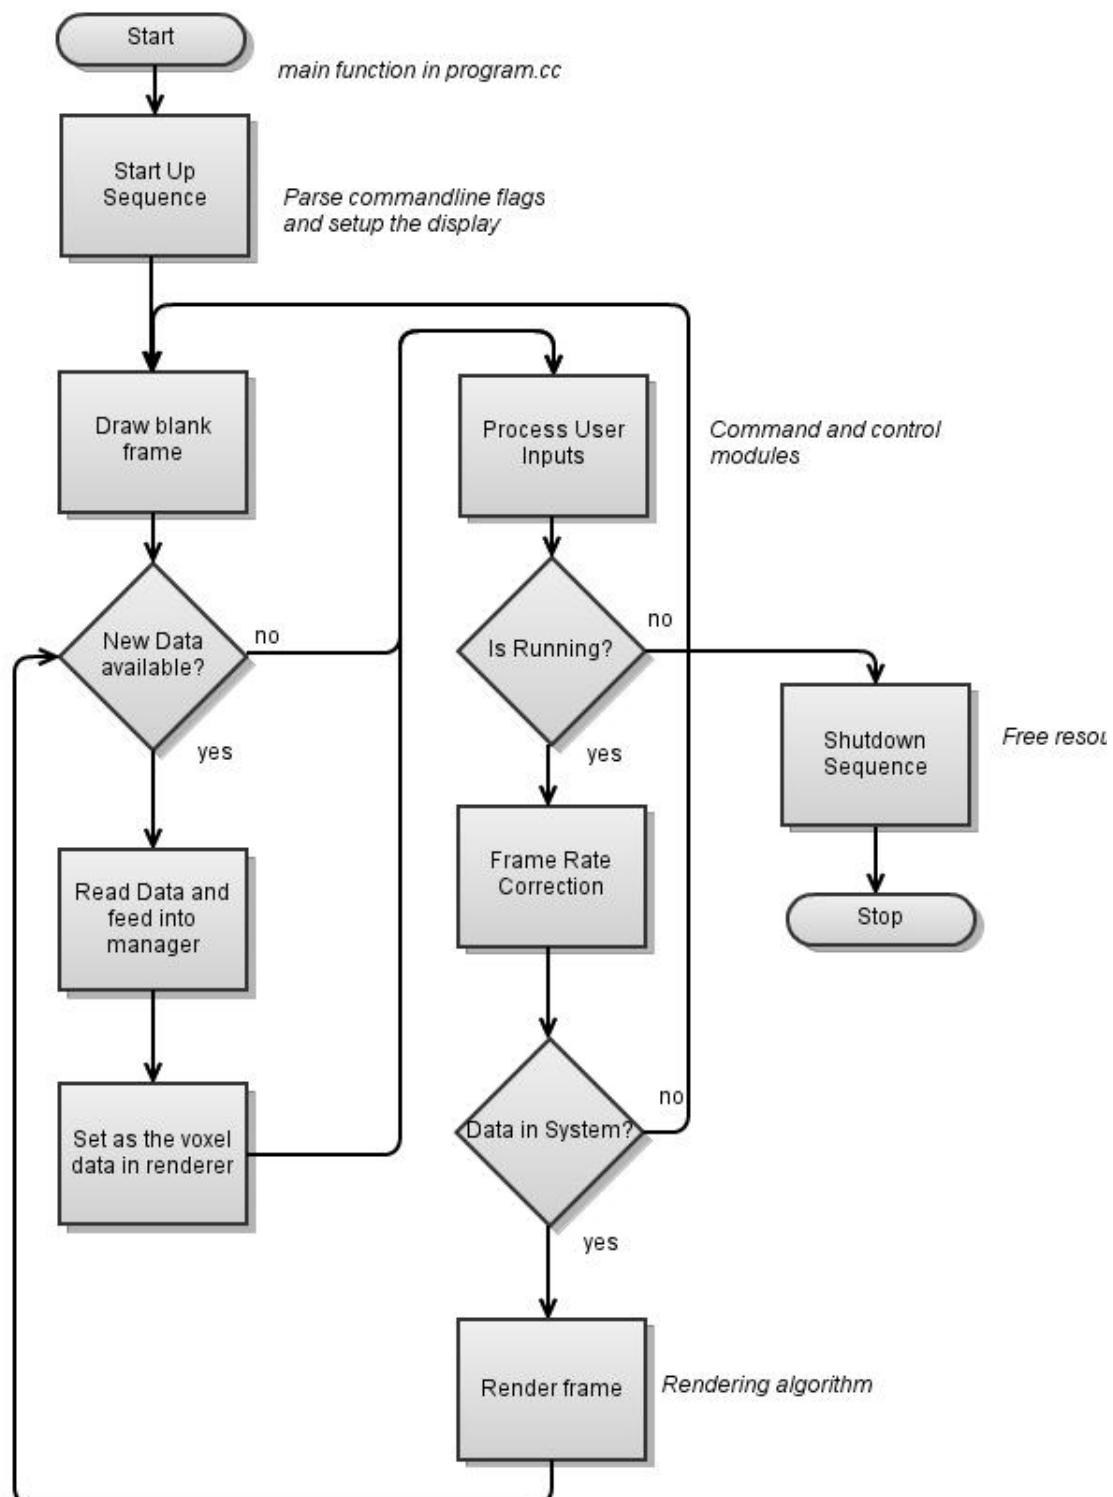 Start
main function in program.cc
Start Up
Sequence
Parse commandline flags
and setup the display
Draw blank
frame
Process User
Inputs
Command and control
modules
New Data
available?
no
yes
Is Running?
no
yes
Shutdown
Sequence
Free resou
Read Data and
feed into
manager
Frame Rate
Correction
Stop
Set as the voxel
data in renderer
Data in System?
no
yes
Render frame
Rendering algorithm